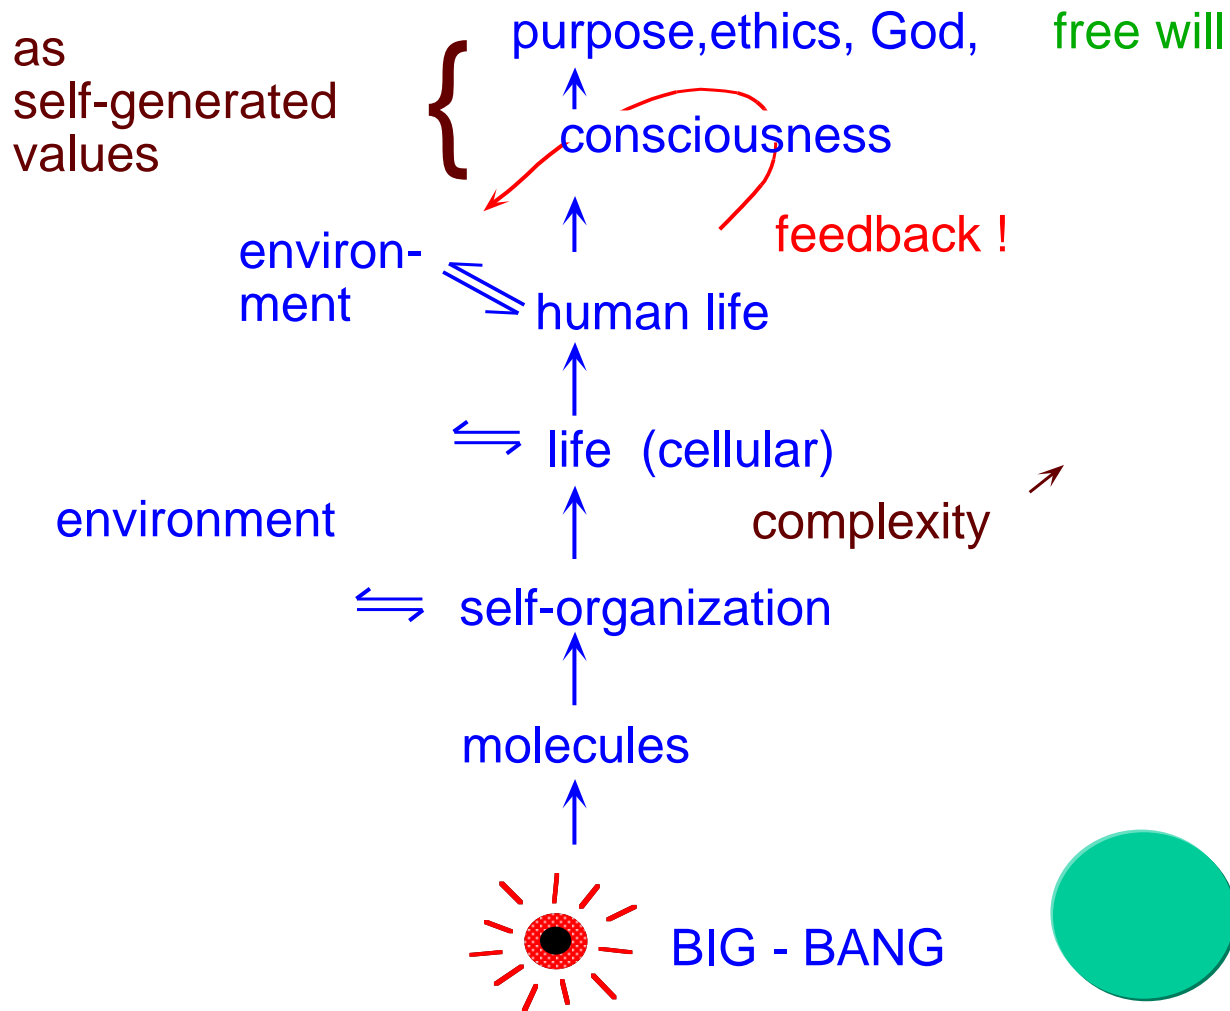 purpose,ethics, God, free will
as
self-generated
values
consciousness
feedback !
environ-
ment
human life
life (cellular)
environment
complexity
self-organization
molecules
BIG - BANG